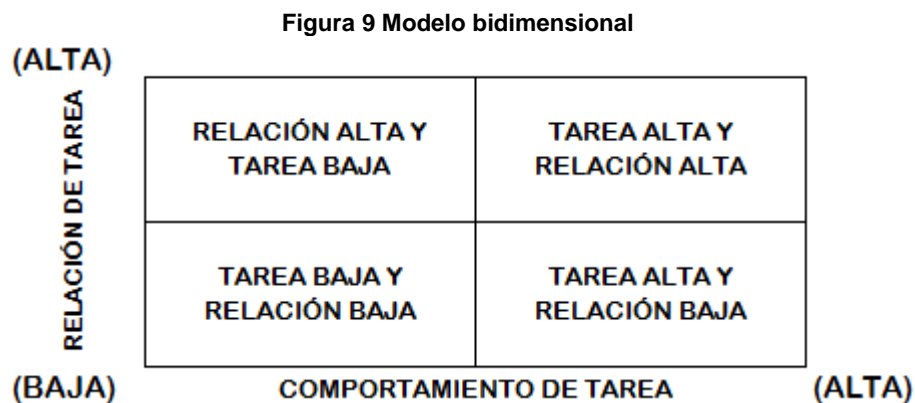 Figura 9 Modelo bidimensional
(ALTA)
RELACIÓN DE TAREA
RELACIÓN ALTA Y
TAREA BAJA
TAREA ALTA Y
RELACIÓN ALTA
TAREA BAJA Y
RELACIÓN BAJA
TAREA ALTA Y
RELACIÓN BAJA
(BAJA)
COMPORTAMIENTO DE TAREA
(ALTA)